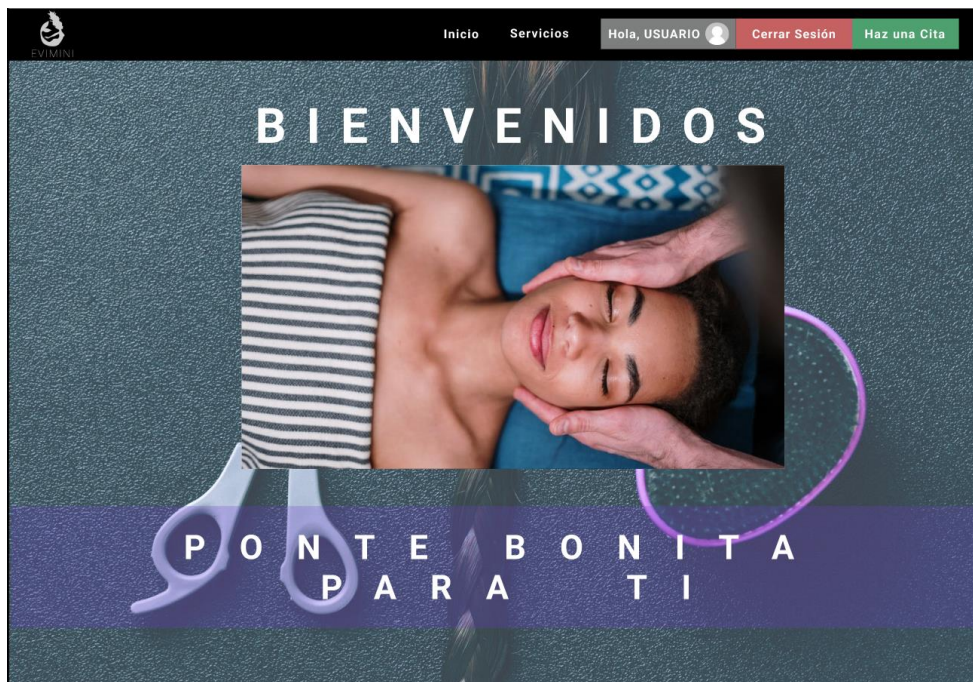 EVIMINI
Inicio
Servicios
Hola, USUARIO
Cerrar Sesión
Haz una Cita
BIENVENIDOS
PONTE BONITA
PARA TI